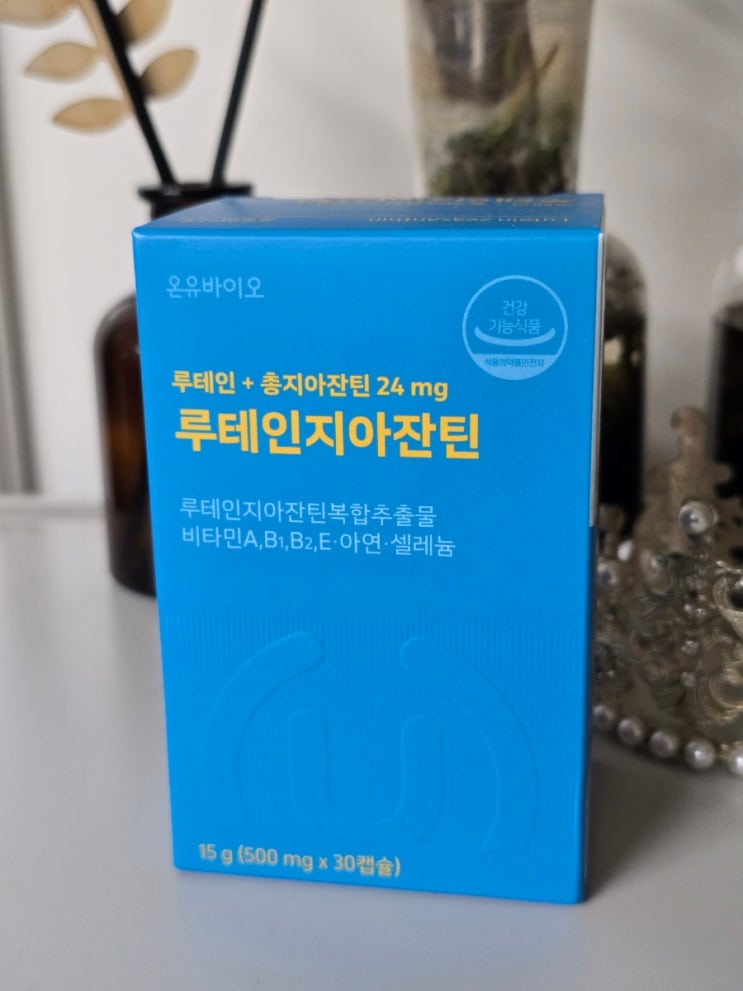 Lutein zeaxanthin
온유바이오
건강
기능식품
식품의약품안전처
루테인 + 총지아잔틴 24 mg
루테인지아잔틴
루테인지아잔틴복합추출물
비타민A,B1,B2,E·아연·셀레늄
15 g (500 mg x 30캡슐)